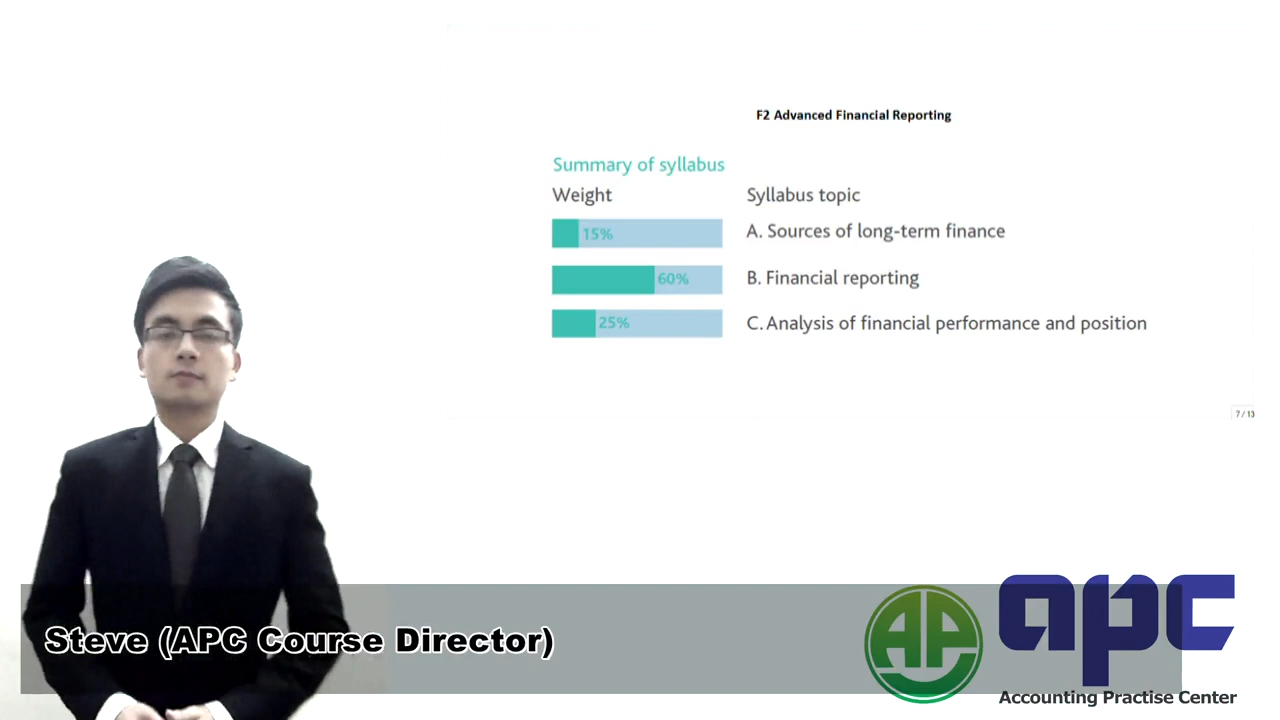 F2 Advanced Financial Reporting
Summary of syllabus
Weight Syllabus topic
15% A. Sources of long-term finance
60% B. Financial reporting
25% C. Analysis of financial performance and position
7 / 13
Steve (APC Course Director)
AP
apc
Accounting Practise Center